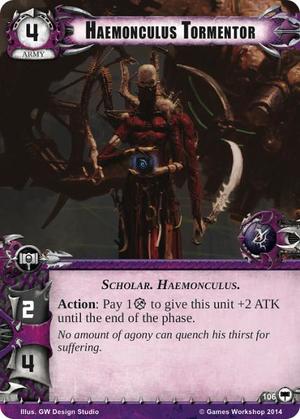 4
HAEMONCULUS TORMENTOR
ARMY
SCHOLAR. HAEMONCULUS.
2
Action: Pay 1 to give this unit +2 ATK
until the end of the phase.
No amount of agony can quench his thirst for
suffering.
4
106
Illus. GW Design Studio
© Games Workshop 2014